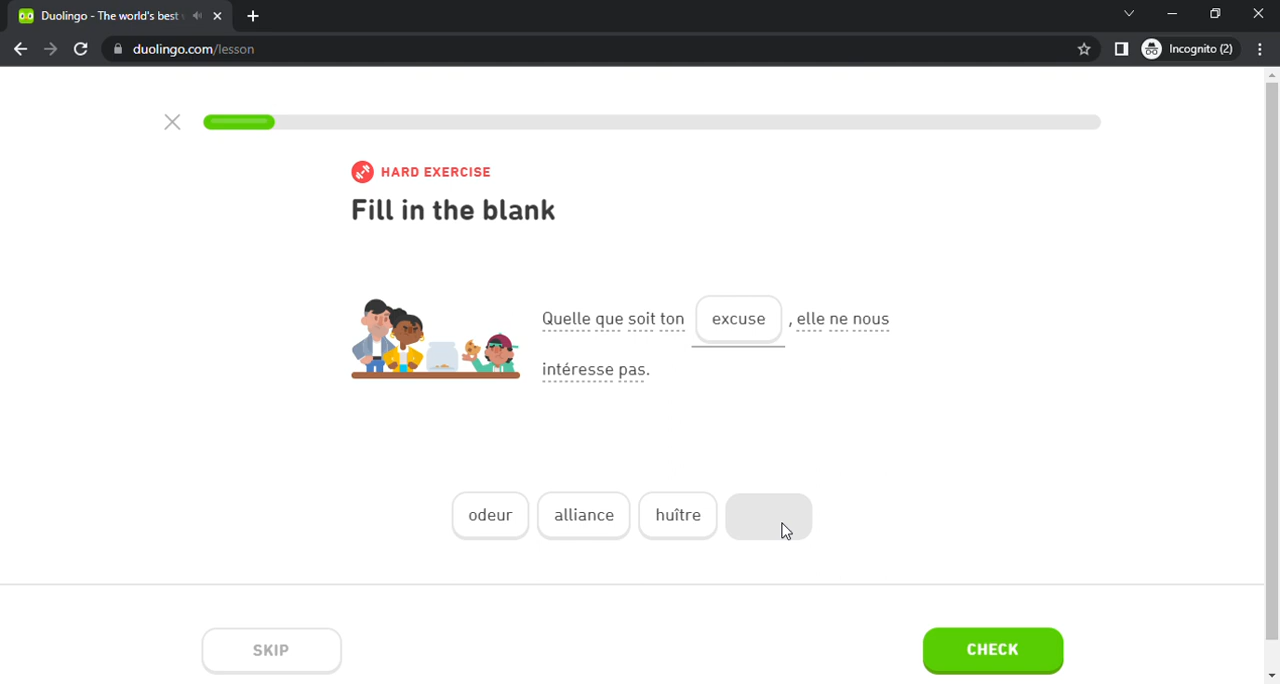 Duolingo - The world's best
duolingo.com/lesson
Incognito (2)
HARD EXERCISE
Fill in the blank
Quelle que soit ton excuse , elle ne nous
intéresse pas.
odeur alliance huître
SKIP CHECK